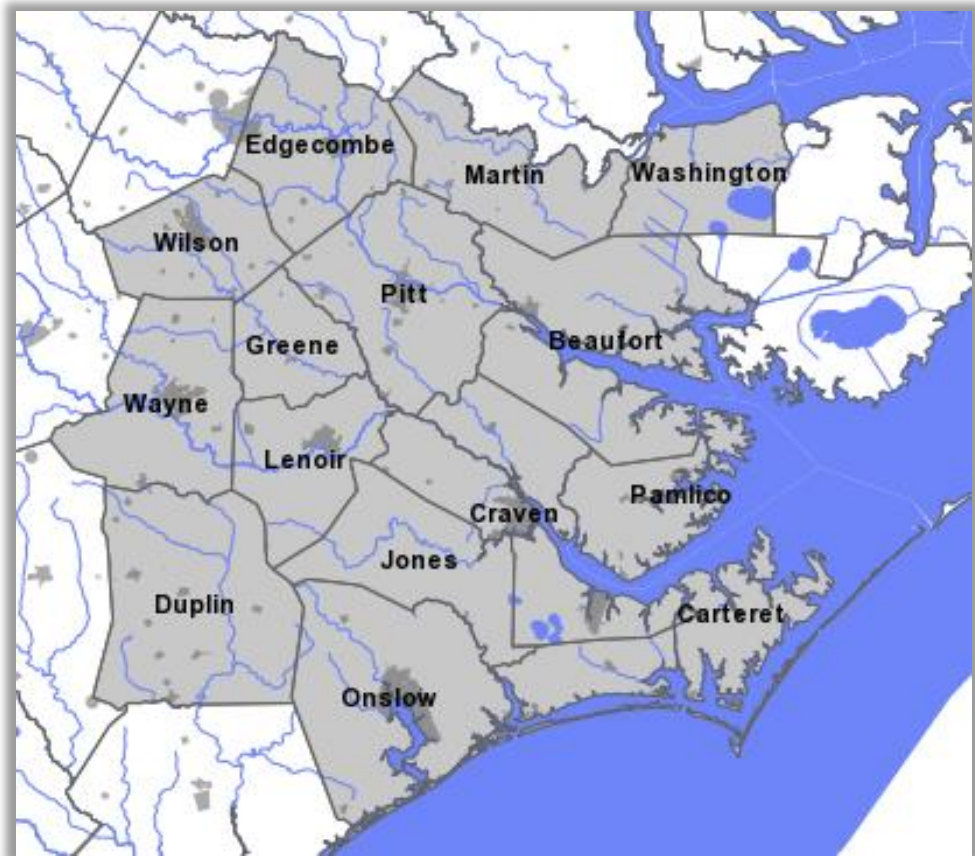 Edgecombe
Martin
Washington
Wilson
Pitt
Greene
Beaufort
Wayne
Lenoir
Pamlico
Craven
Jones
Duplin
Carteret
Onslow